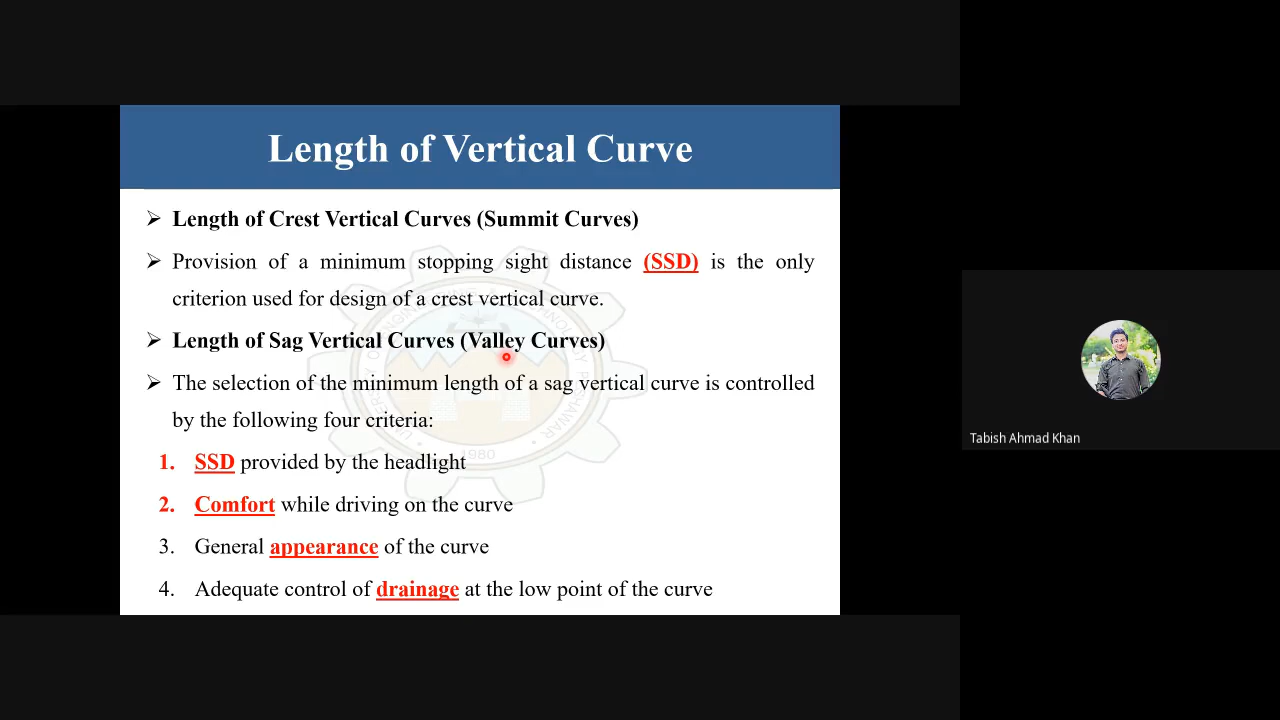 Length of Vertical Curve
➢ Length of Crest Vertical Curves (Summit Curves)
➢ Provision of a minimum stopping sight distance (SSD) is the only
criterion used for design of a crest vertical curve.
➢ Length of Sag Vertical Curves (Valley Curves)
➢ The selection of the minimum length of a sag vertical curve is controlled
by the following four criteria:
1. SSD provided by the headlight
2. Comfort while driving on the curve
3. General appearance of the curve
4. Adequate control of drainage at the low point of the curve
1980
Tabish Ahmad Khan